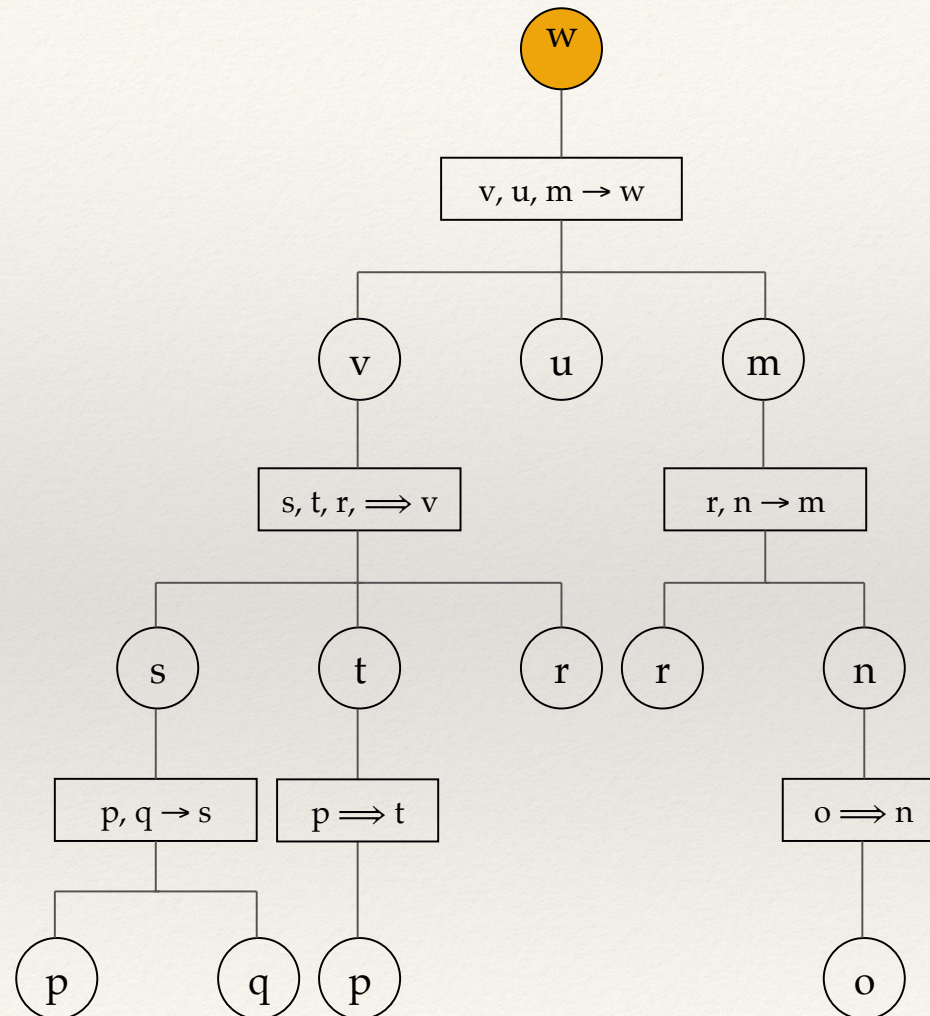 w
v, u, m → w
v u m
s, t, r, ⟹ v r, n → m
s t r r n
p, q → s p ⟹ t o ⟹ n
p q p o